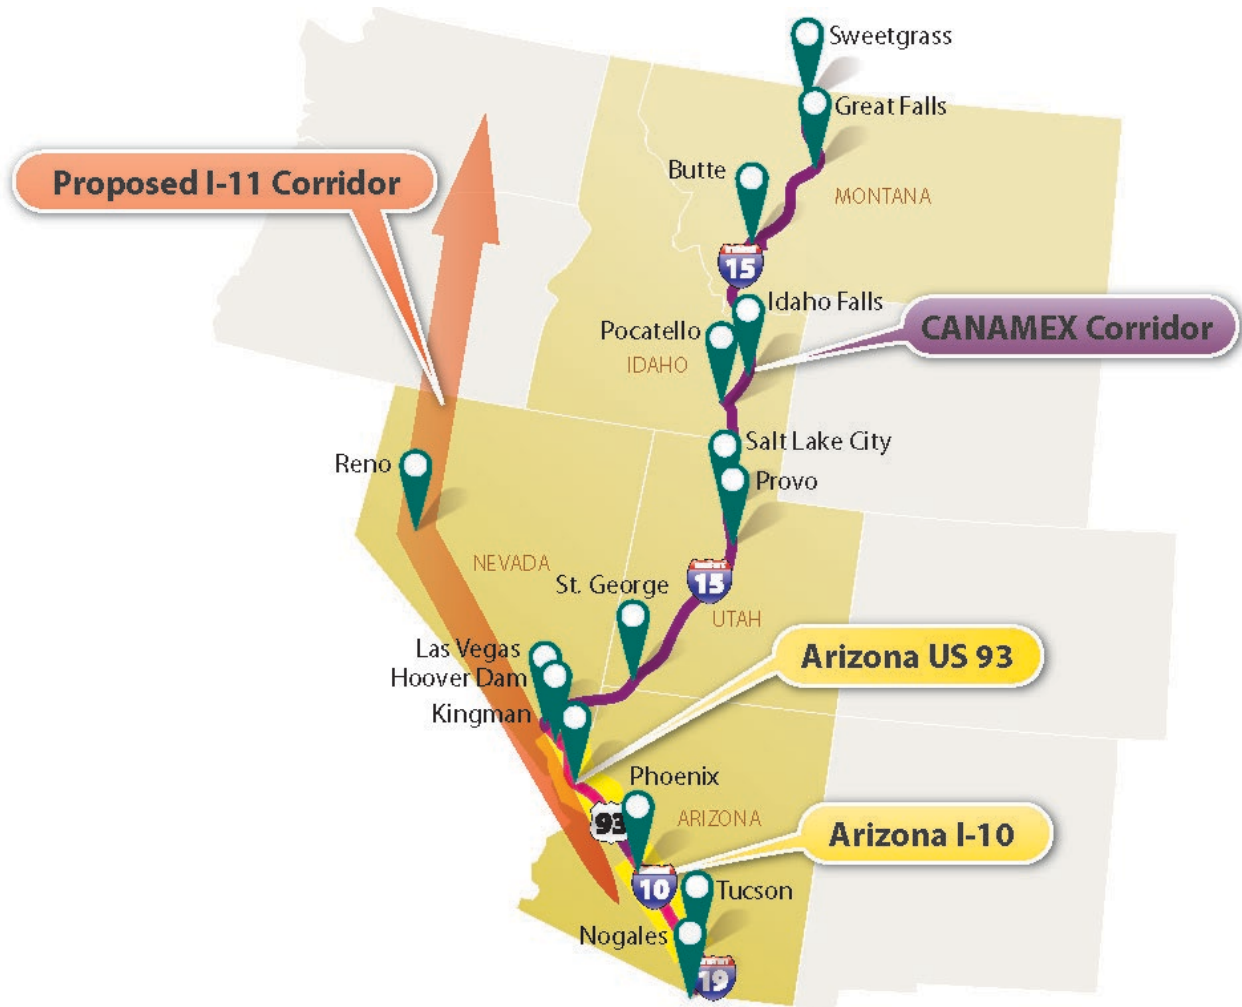 Sweetgrass
Great Falls
Butte
Proposed I-11 Corridor
MONTANA
15
Idaho Falls
CANAMEX Corridor
Pocatello
IDAHO
Salt Lake City
Reno
Provo
NEVADA
15
St. George
UTAH
Las Vegas
Arizona US 93
Hoover Dam
Kingman
Phoenix
93
ARIZONA
Arizona I-10
10
Tucson
Nogales
19